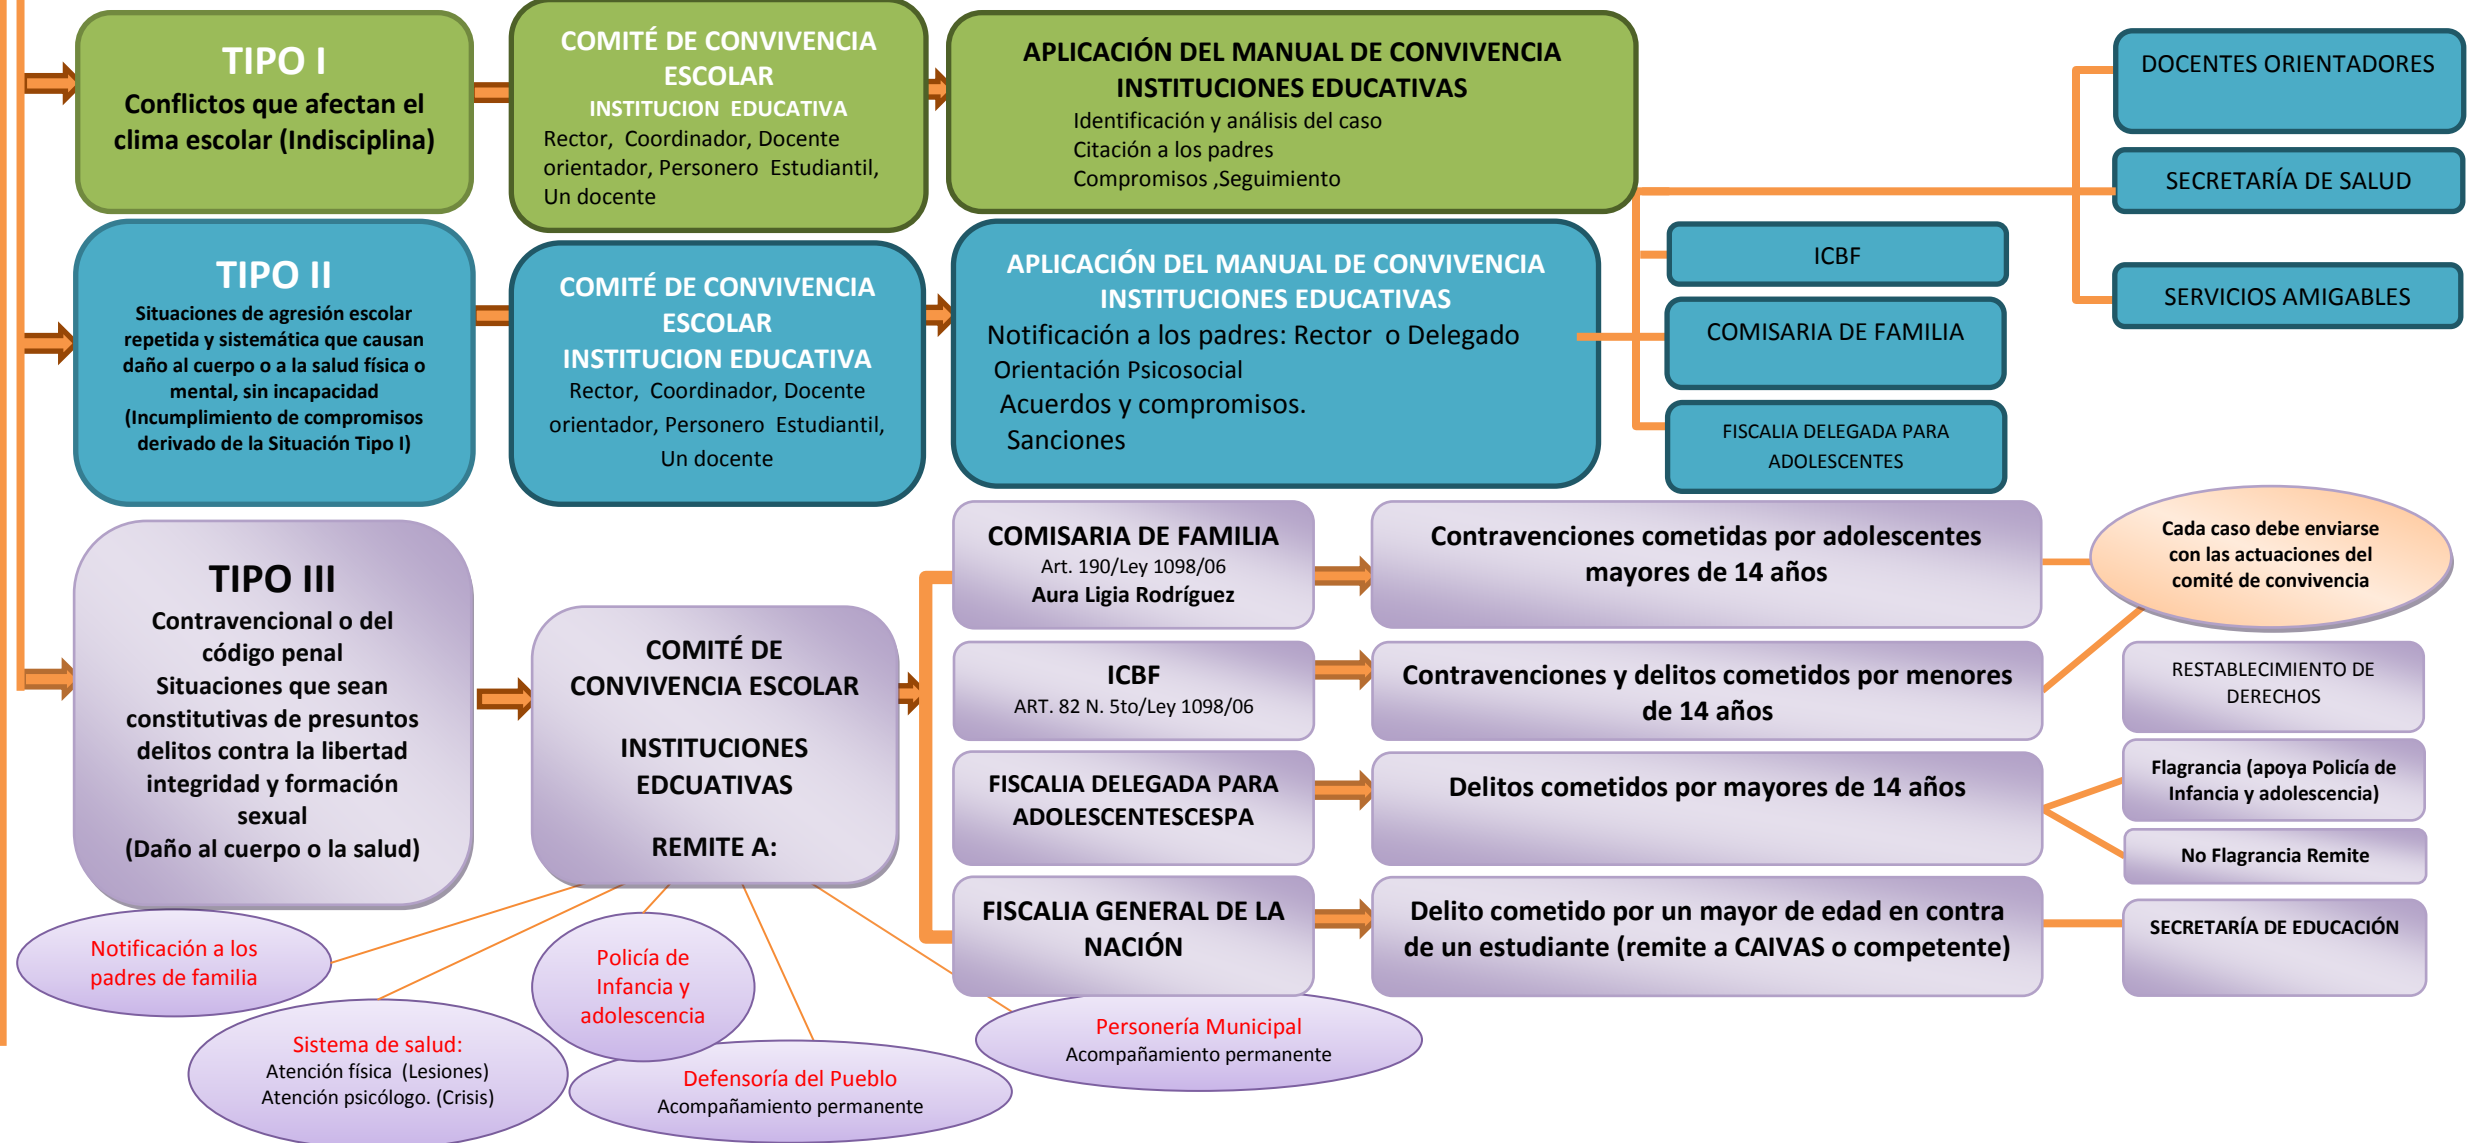 TIPO I
Conflictos que afectan el
clima escolar (Indisciplina)
COMITÉ DE CONVIVENCIA
ESCOLAR
INSTITUCION EDUCATIVA
Rector, Coordinador, Docente
orientador, Personero Estudiantil,
Un docente
APLICACIÓN DEL MANUAL DE CONVIVENCIA
INSTITUCIONES EDUCATIVAS
Identificación y análisis del caso
Citación a los padres
Compromisos ,Seguimiento
DOCENTES ORIENTADORES
SECRETARÍA DE SALUD
SERVICIOS AMIGABLES
TIPO II
Situaciones de agresión escolar
repetida y sistemática que causan
daño al cuerpo o a la salud física o
mental, sin incapacidad
(Incumplimiento de compromisos
derivado de la Situación Tipo I)
COMITÉ DE CONVIVENCIA
ESCOLAR
INSTITUCION EDUCATIVA
Rector, Coordinador, Docente
orientador, Personero Estudiantil,
Un docente
APLICACIÓN DEL MANUAL DE CONVIVENCIA
INSTITUCIONES EDUCATIVAS
Notificación a los padres: Rector o Delegado
Orientación Psicosocial
Acuerdos y compromisos.
Sanciones
ICBF
COMISARIA DE FAMILIA
FISCALIA DELEGADA PARA
ADOLESCENTES
TIPO III
Contravencional o del
código penal
Situaciones que sean
constitutivas de presuntos
delitos contra la libertad
integridad y formación
sexual
(Daño al cuerpo o la salud)
COMITÉ DE
CONVIVENCIA ESCOLAR
INSTITUCIONES
EDCUATIVAS
REMITE A:
COMISARIA DE FAMILIA
Art. 190/Ley 1098/06
Aura Ligia Rodríguez
Contravenciones cometidas por adolescentes
mayores de 14 años
Cada caso debe enviarse
con las actuaciones del
comité de convivencia
ICBF
ART. 82 N. 5to/Ley 1098/06
Contravenciones y delitos cometidos por menores
de 14 años
RESTABLECIMIENTO DE
DERECHOS
FISCALIA DELEGADA PARA
ADOLESCENTESCESPA
Delitos cometidos por mayores de 14 años
Flagrancia (apoya Policía de
Infancia y adolescencia)
No Flagrancia Remite
FISCALIA GENERAL DE LA
NACIÓN
Delito cometido por un mayor de edad en contra
de un estudiante (remite a CAIVAS o competente)
SECRETARÍA DE EDUCACIÓN
Notificación a los
padres de familia
Sistema de salud:
Atención física (Lesiones)
Atención psicólogo. (Crisis)
Policía de
Infancia y
adolescencia
Defensoría del Pueblo
Acompañamiento permanente
Personería Municipal
Acompañamiento permanente